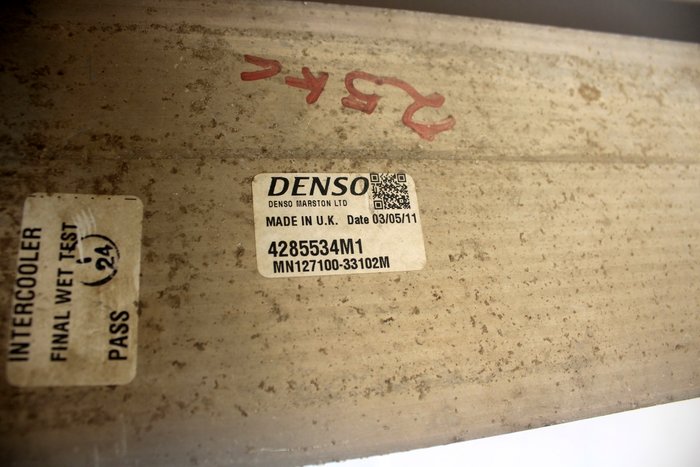 25KG
DENSO
DENSO MARSTON LTD
MADE IN U.K. Date 03/05/11
4285534M1
MN127100-33102M
INTERCOOLER
FINAL WET TEST
24
PASS